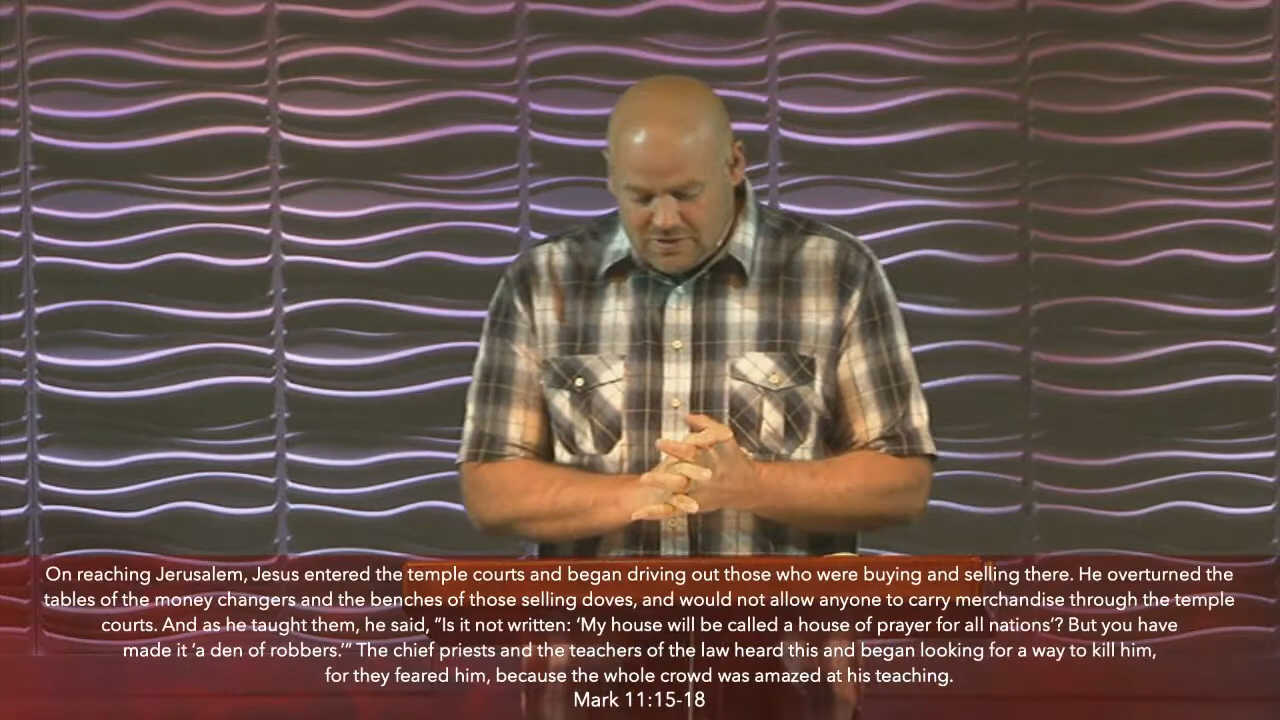 On reaching Jerusalem, Jesus entered the temple courts and began driving out those who were buying and selling there. He overturned the
tables of the money changers and the benches of those selling doves, and would not allow anyone to carry merchandise through the temple
courts. And as he taught them, he said, “Is it not written: ‘My house will be called a house of prayer for all nations’? But you have
made it ‘a den of robbers.’” The chief priests and the teachers of the law heard this and began looking for a way to kill him,
for they feared him, because the whole crowd was amazed at his teaching.
Mark 11:15-18